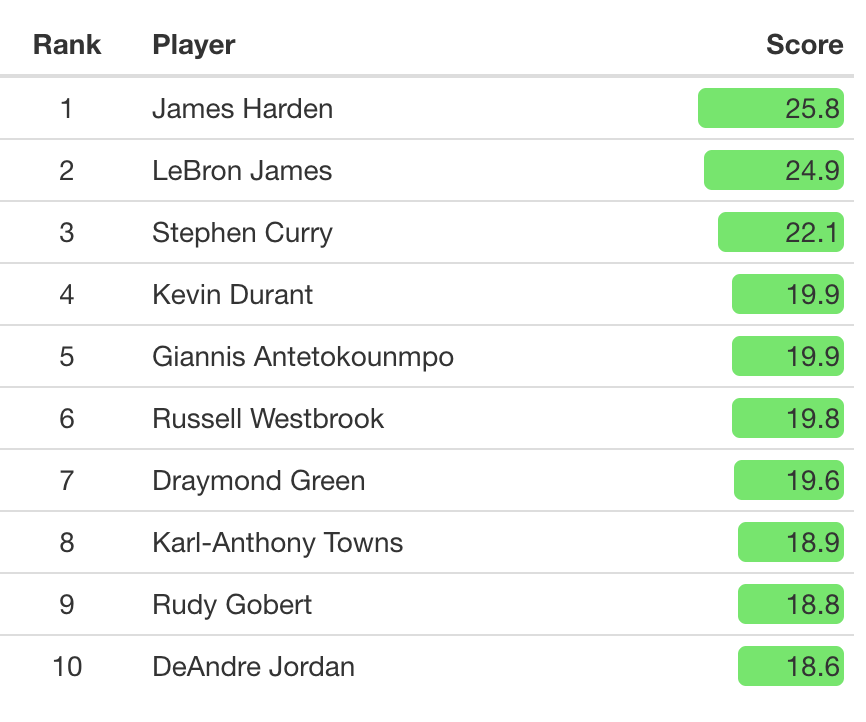 Rank Player Score
1 James Harden 25.8
2 LeBron James 24.9
3 Stephen Curry 22.1
4 Kevin Durant 19.9
5 Giannis Antetokounmpo 19.9
6 Russell Westbrook 19.8
7 Draymond Green 19.6
8 Karl-Anthony Towns 18.9
9 Rudy Gobert 18.8
10 DeAndre Jordan 18.6